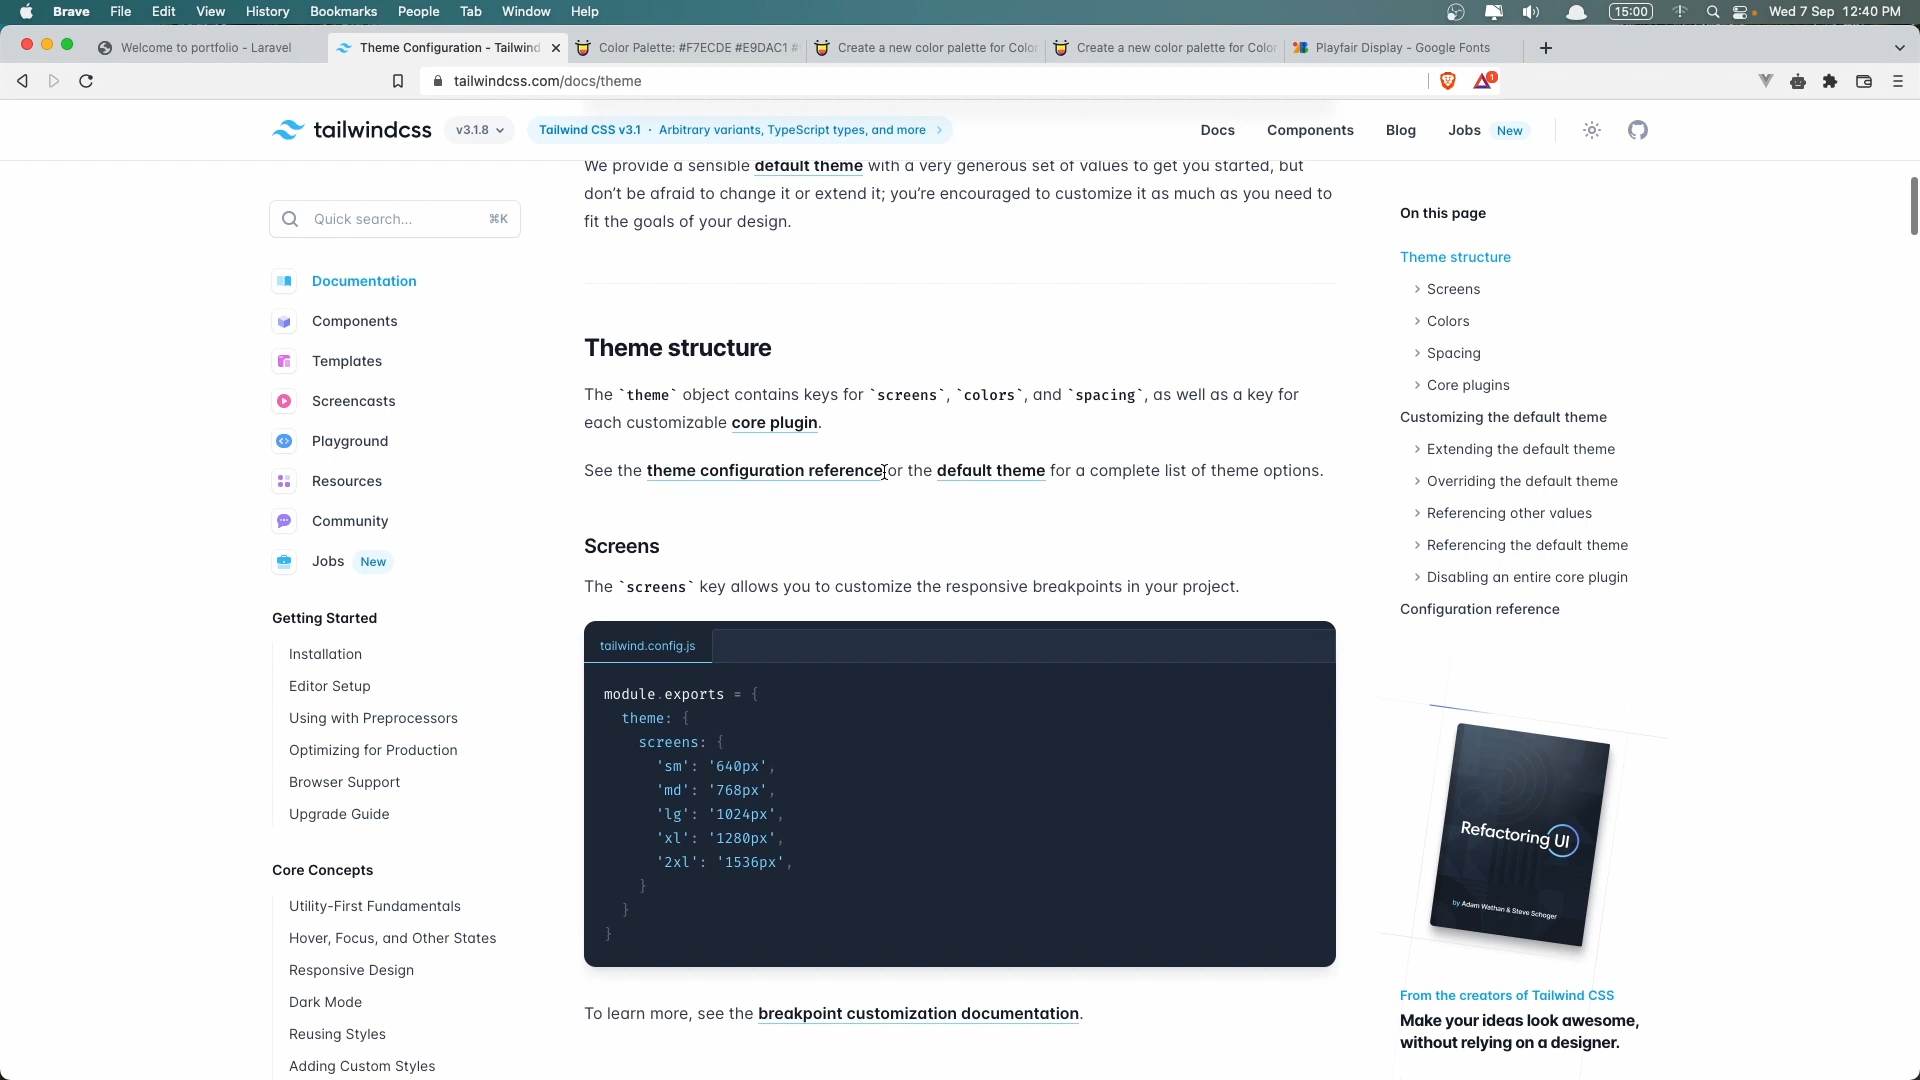 Brave File Edit View History Bookmarks People Tab Window Help 15:00 Wed 7 Sep 12:40 PM
Welcome to portfolio - Laravel
Theme Configuration - Tailwind
Color Palette: #F7ECDE #E9DAC1 #
Create a new color palette for Color
Create a new color palette for Color
Playfair Display - Google Fonts
tailwindcss.com/docs/theme
1
tailwindcss
v3.1.8
Tailwind CSS v3.1 · Arbitrary variants, TypeScript types, and more
Docs Components Blog Jobs New
Quick search... ⌘K
Documentation
Components
Templates
Screencasts
Playground
Resources
Community
Jobs New
Getting Started
Installation
Editor Setup
Using with Preprocessors
Optimizing for Production
Browser Support
Upgrade Guide
Core Concepts
Utility-First Fundamentals
Hover, Focus, and Other States
Responsive Design
Dark Mode
Reusing Styles
Adding Custom Styles
We provide a sensible default theme with a very generous set of values to get you started, but
don’t be afraid to change it or extend it; you’re encouraged to customize it as much as you need to
fit the goals of your design.
Theme structure
The `theme` object contains keys for `screens`, `colors`, and `spacing`, as well as a key for
each customizable core plugin.
See the theme configuration reference or the default theme for a complete list of theme options.
Screens
The `screens` key allows you to customize the responsive breakpoints in your project.
tailwind.config.js
module.exports = {
theme: {
screens: {
'sm': '640px',
'md': '768px',
'lg': '1024px',
'xl': '1280px',
'2xl': '1536px',
}
}
}
To learn more, see the breakpoint customization documentation.
On this page
Theme structure
Screens
Colors
Spacing
Core plugins
Customizing the default theme
Extending the default theme
Overriding the default theme
Referencing other values
Referencing the default theme
Disabling an entire core plugin
Configuration reference
Refactoring UI
by Adam Wathan & Steve Schoger
From the creators of Tailwind CSS
Make your ideas look awesome,
without relying on a designer.